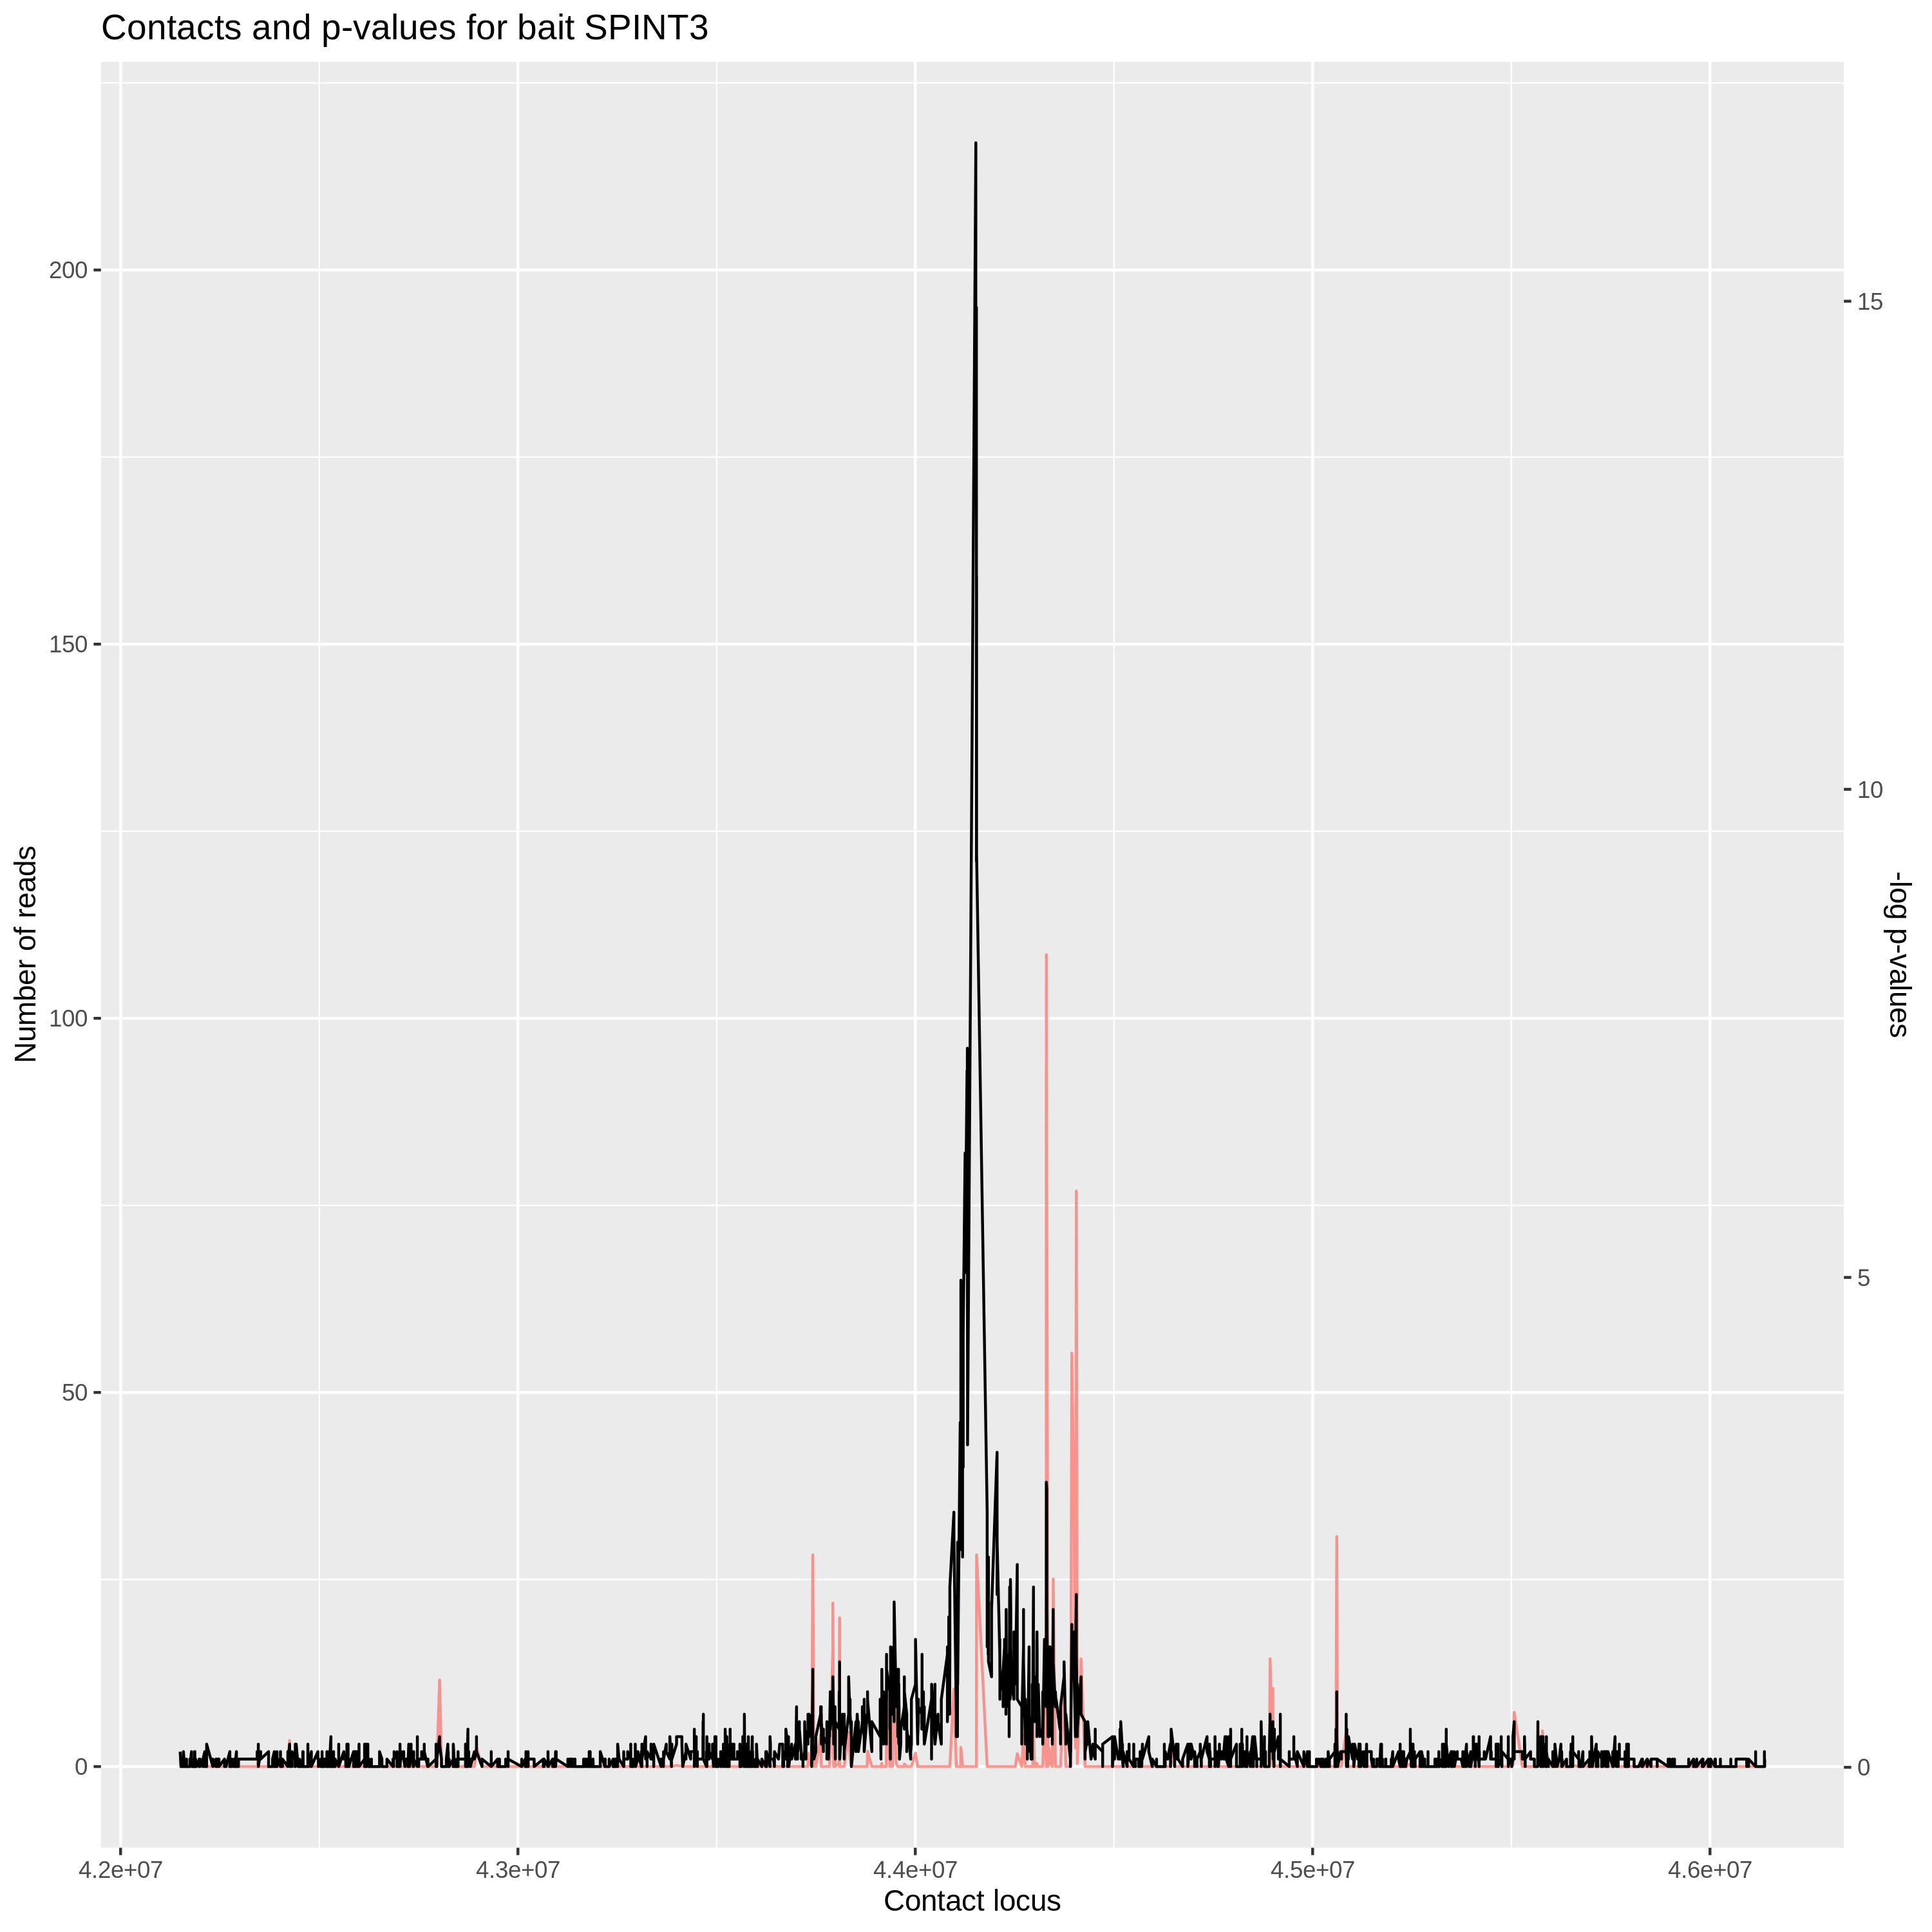 Contacts and p-values for bait SPINT3
200
150
100
50
0
Number of reads
15
10
5
0
-log p-values
4.2e+07
4.3e+07
4.4e+07
4.5e+07
4.6e+07
Contact locus